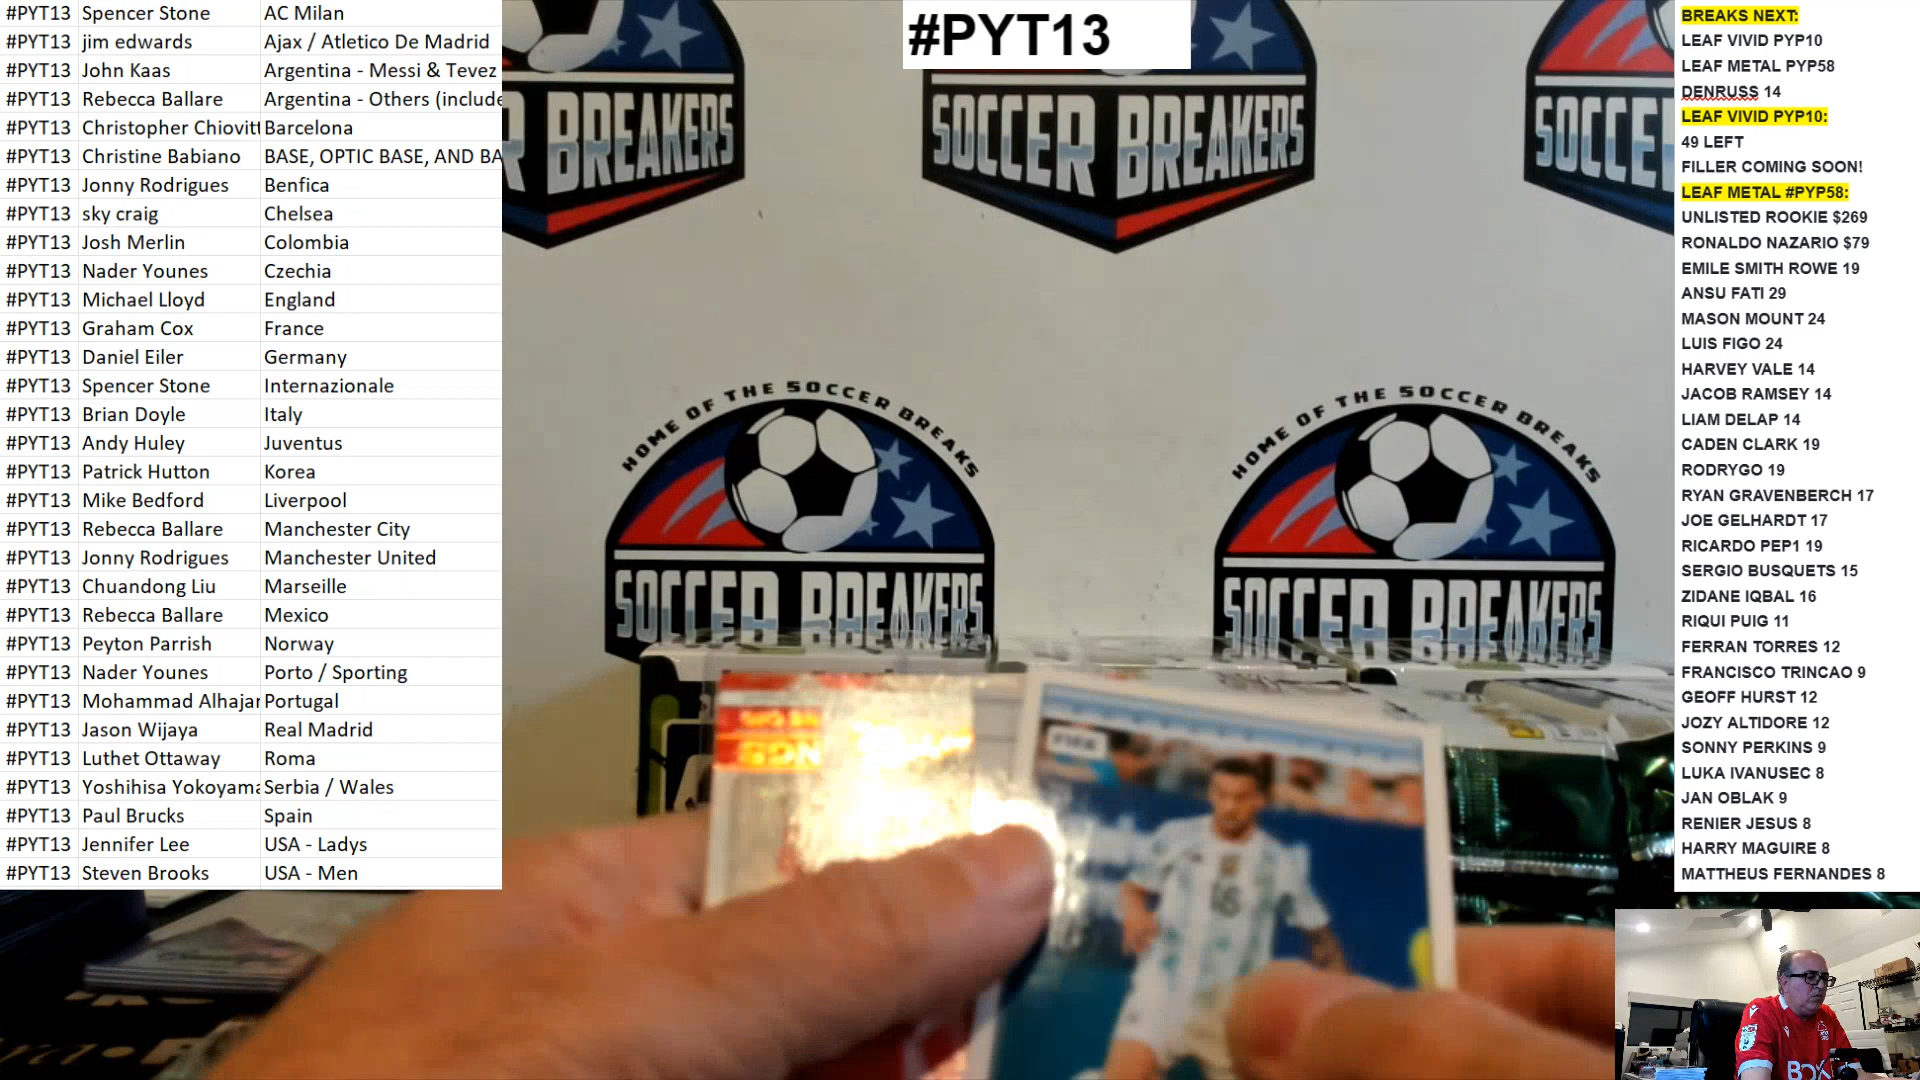 #PYT13 Spencer Stone AC Milan
#PYT13 jim edwards Ajax / Atletico De Madrid
#PYT13 John Kaas Argentina - Messi & Tevez
#PYT13 Rebecca Ballare Argentina - Others (include
#PYT13 Christopher Chiovitt Barcelona
#PYT13 Christine Babiano BASE, OPTIC BASE, AND BA
#PYT13 Jonny Rodrigues Benfica
#PYT13 sky craig Chelsea
#PYT13 Josh Merlin Colombia
#PYT13 Nader Younes Czechia
#PYT13 Michael Lloyd England
#PYT13 Graham Cox France
#PYT13 Daniel Eiler Germany
#PYT13 Spencer Stone Internazionale
#PYT13 Brian Doyle Italy
#PYT13 Andy Huley Juventus
#PYT13 Patrick Hutton Korea
#PYT13 Mike Bedford Liverpool
#PYT13 Rebecca Ballare Manchester City
#PYT13 Jonny Rodrigues Manchester United
#PYT13 Chuandong Liu Marseille
#PYT13 Rebecca Ballare Mexico
#PYT13 Peyton Parrish Norway
#PYT13 Nader Younes Porto / Sporting
#PYT13 Mohammad Alhajar Portugal
#PYT13 Jason Wijaya Real Madrid
#PYT13 Luthet Ottaway Roma
#PYT13 Yoshihisa Yokoyama Serbia / Wales
#PYT13 Paul Brucks Spain
#PYT13 Jennifer Lee USA - Ladys
#PYT13 Steven Brooks USA - Men
#PYT13
R BREAKERS
SOCCER BREAKERS
SOCCE
HOME OF THE SOCCER BREAKS
SOCCER BREAKERS
HOME OF THE SOCCER BREAKS
SOCCER BREAKERS
FIFA
BREAKS NEXT:
LEAF VIVID PYP10
LEAF METAL PYP58
DENRUSS 14
LEAF VIVID PYP10:
49 LEFT
FILLER COMING SOON!
LEAF METAL #PYP58:
UNLISTED ROOKIE $269
RONALDO NAZARIO $79
EMILE SMITH ROWE 19
ANSU FATI 29
MASON MOUNT 24
LUIS FIGO 24
HARVEY VALE 14
JACOB RAMSEY 14
LIAM DELAP 14
CADEN CLARK 19
RODRYGO 19
RYAN GRAVENBERCH 17
JOE GELHARDT 17
RICARDO PEP1 19
SERGIO BUSQUETS 15
ZIDANE IQBAL 16
RIQUI PUIG 11
FERRAN TORRES 12
FRANCISCO TRINCAO 9
GEOFF HURST 12
JOZY ALTIDORE 12
SONNY PERKINS 9
LUKA IVANUSEC 8
JAN OBLAK 9
RENIER JESUS 8
HARRY MAGUIRE 8
MATTHEUS FERNANDES 8